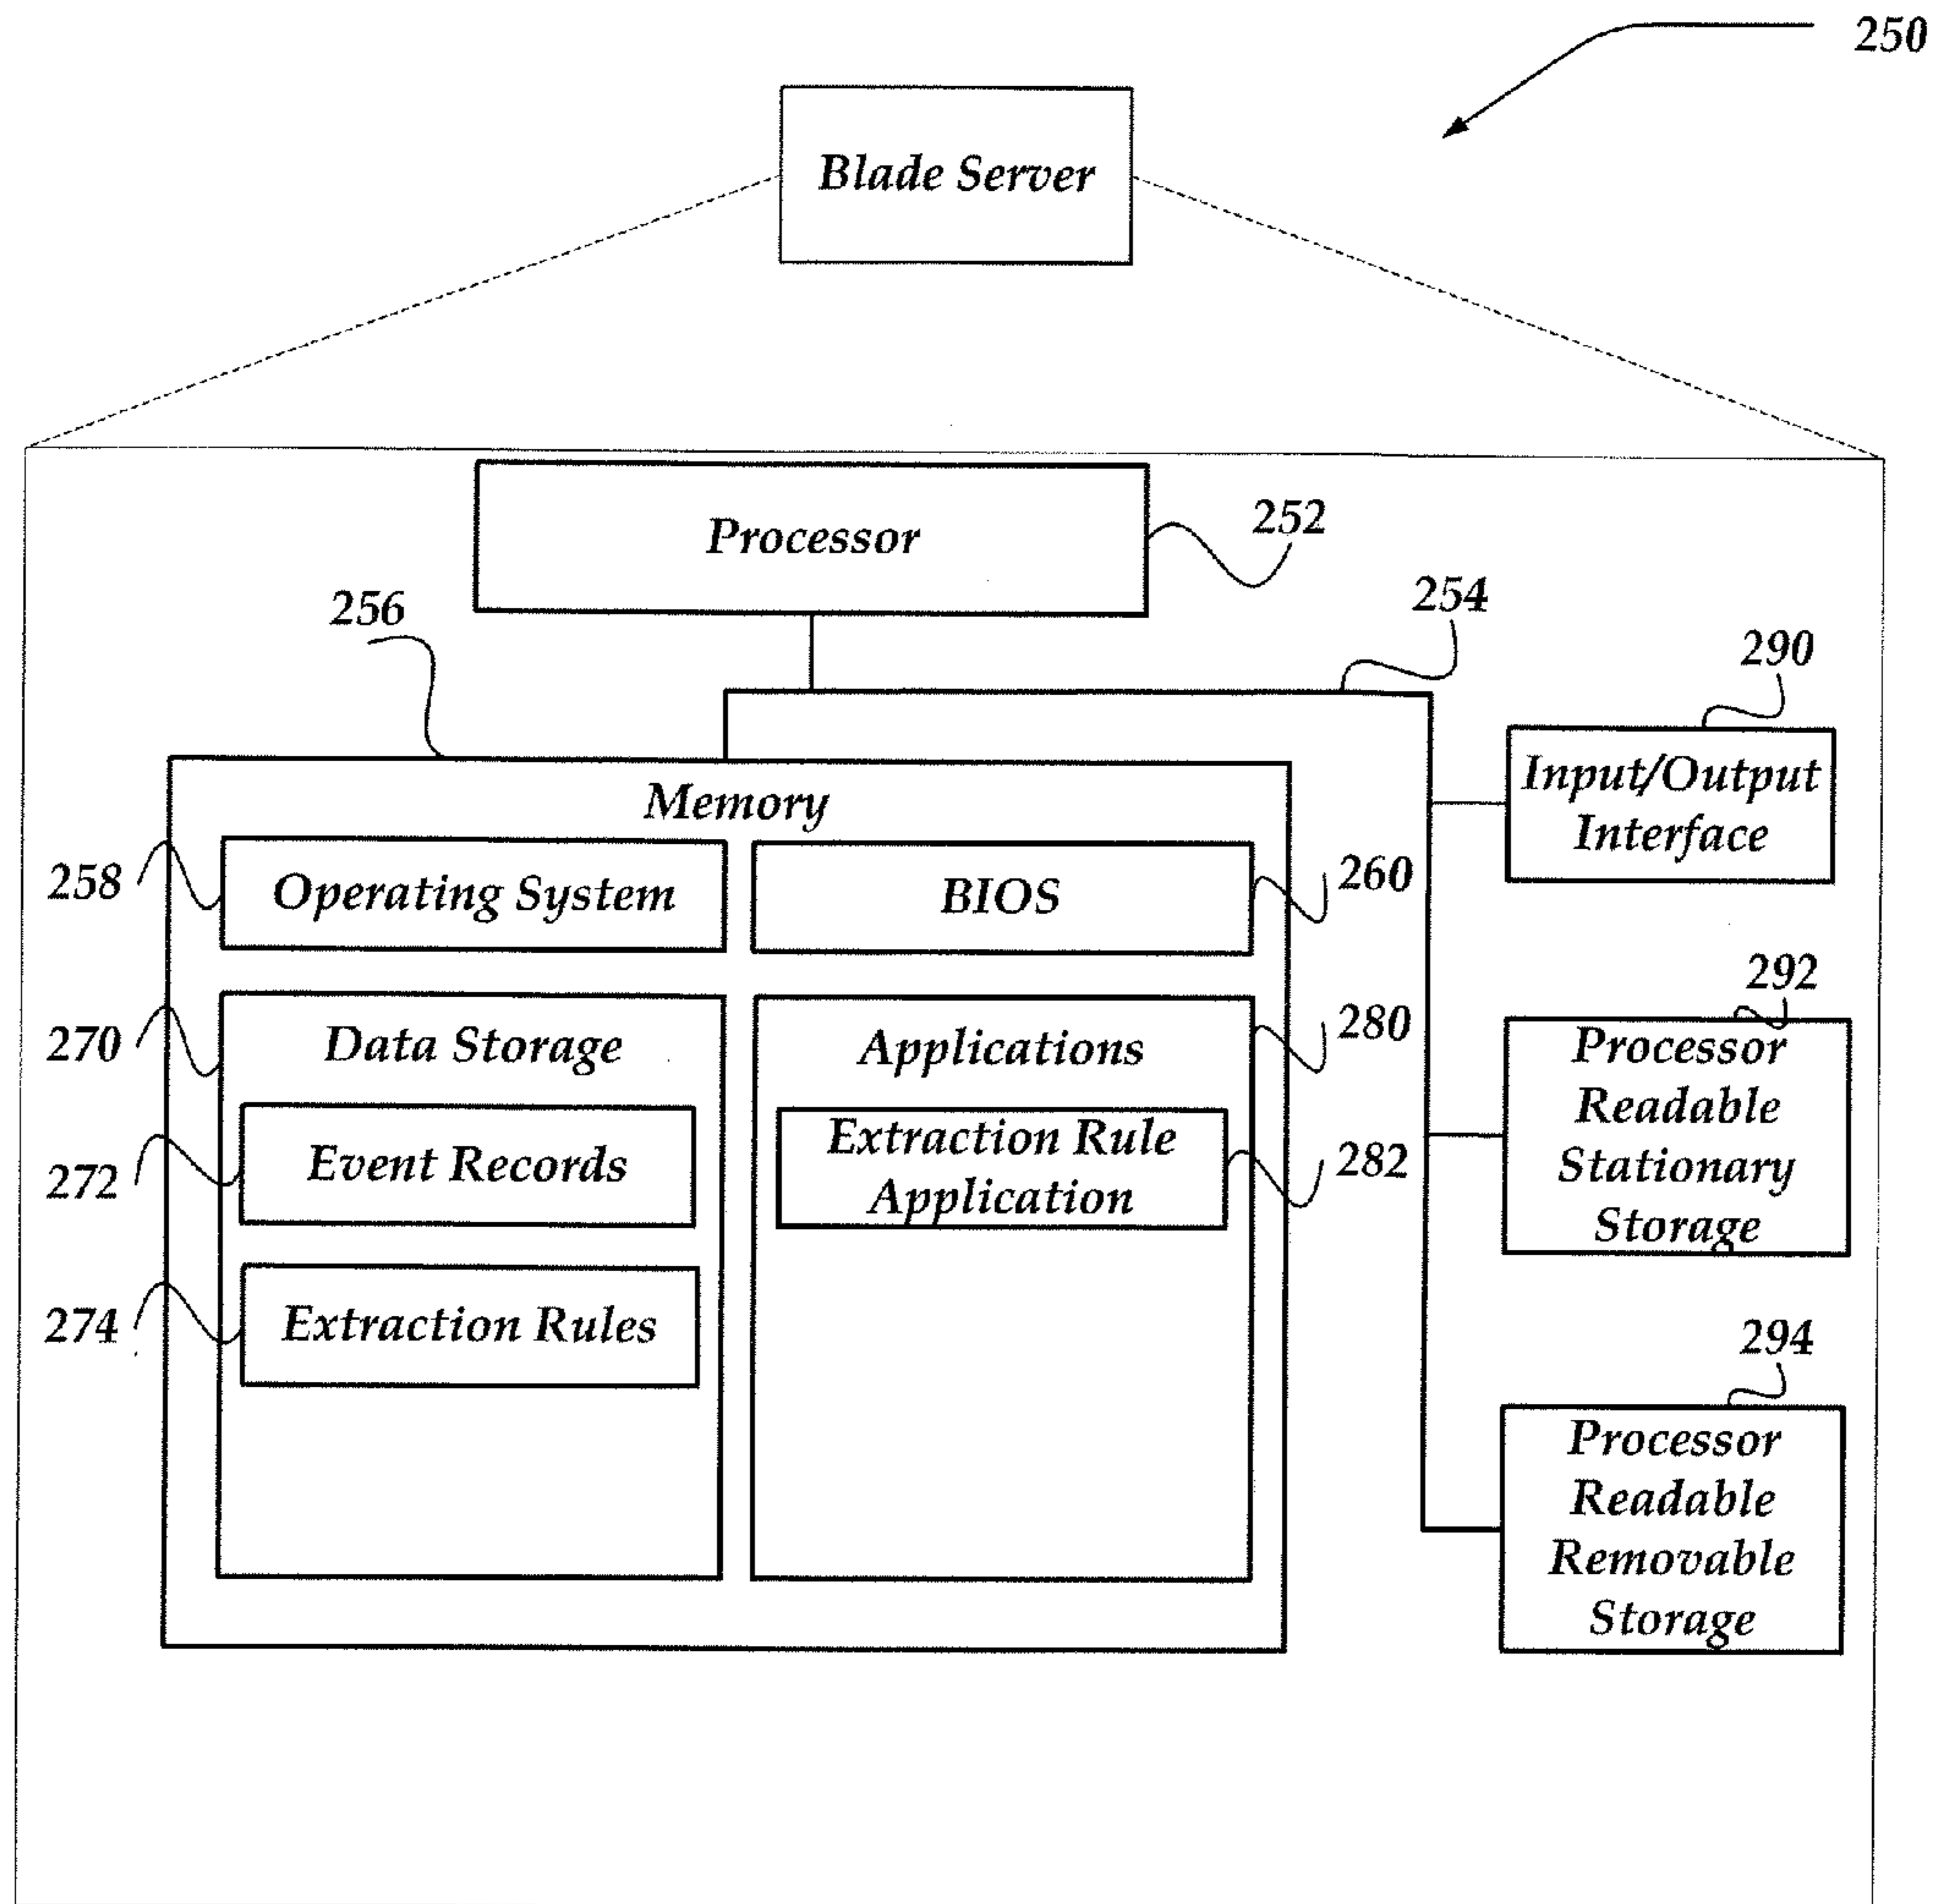 250
Blade Server
Processor
252
256
254
290
Memory
Input/Output
Interface
258
Operating System
BIOS
260
292
270
Data Storage
Applications
280
Processor
Readable
Stationary
Storage
272
Event Records
Extraction Rule
Application
282
274
Extraction Rules
294
Processor
Readable
Removable
Storage